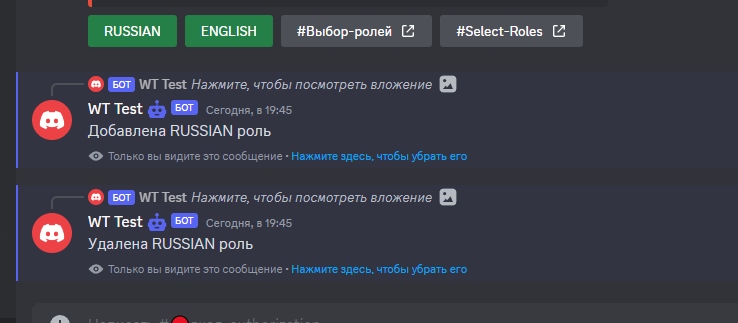 RUSSIAN
ENGLISH
#Выбор-ролей
#Select-Roles
БОТ WT Test Нажмите, чтобы посмотреть вложение
WT Test БОТ Сегодня, в 19:45
Добавлена RUSSIAN роль
Только вы видите это сообщение • Нажмите здесь, чтобы убрать его
БОТ WT Test Нажмите, чтобы посмотреть вложение
WT Test БОТ Сегодня, в 19:45
Удалена RUSSIAN роль
Только вы видите это сообщение • Нажмите здесь, чтобы убрать его